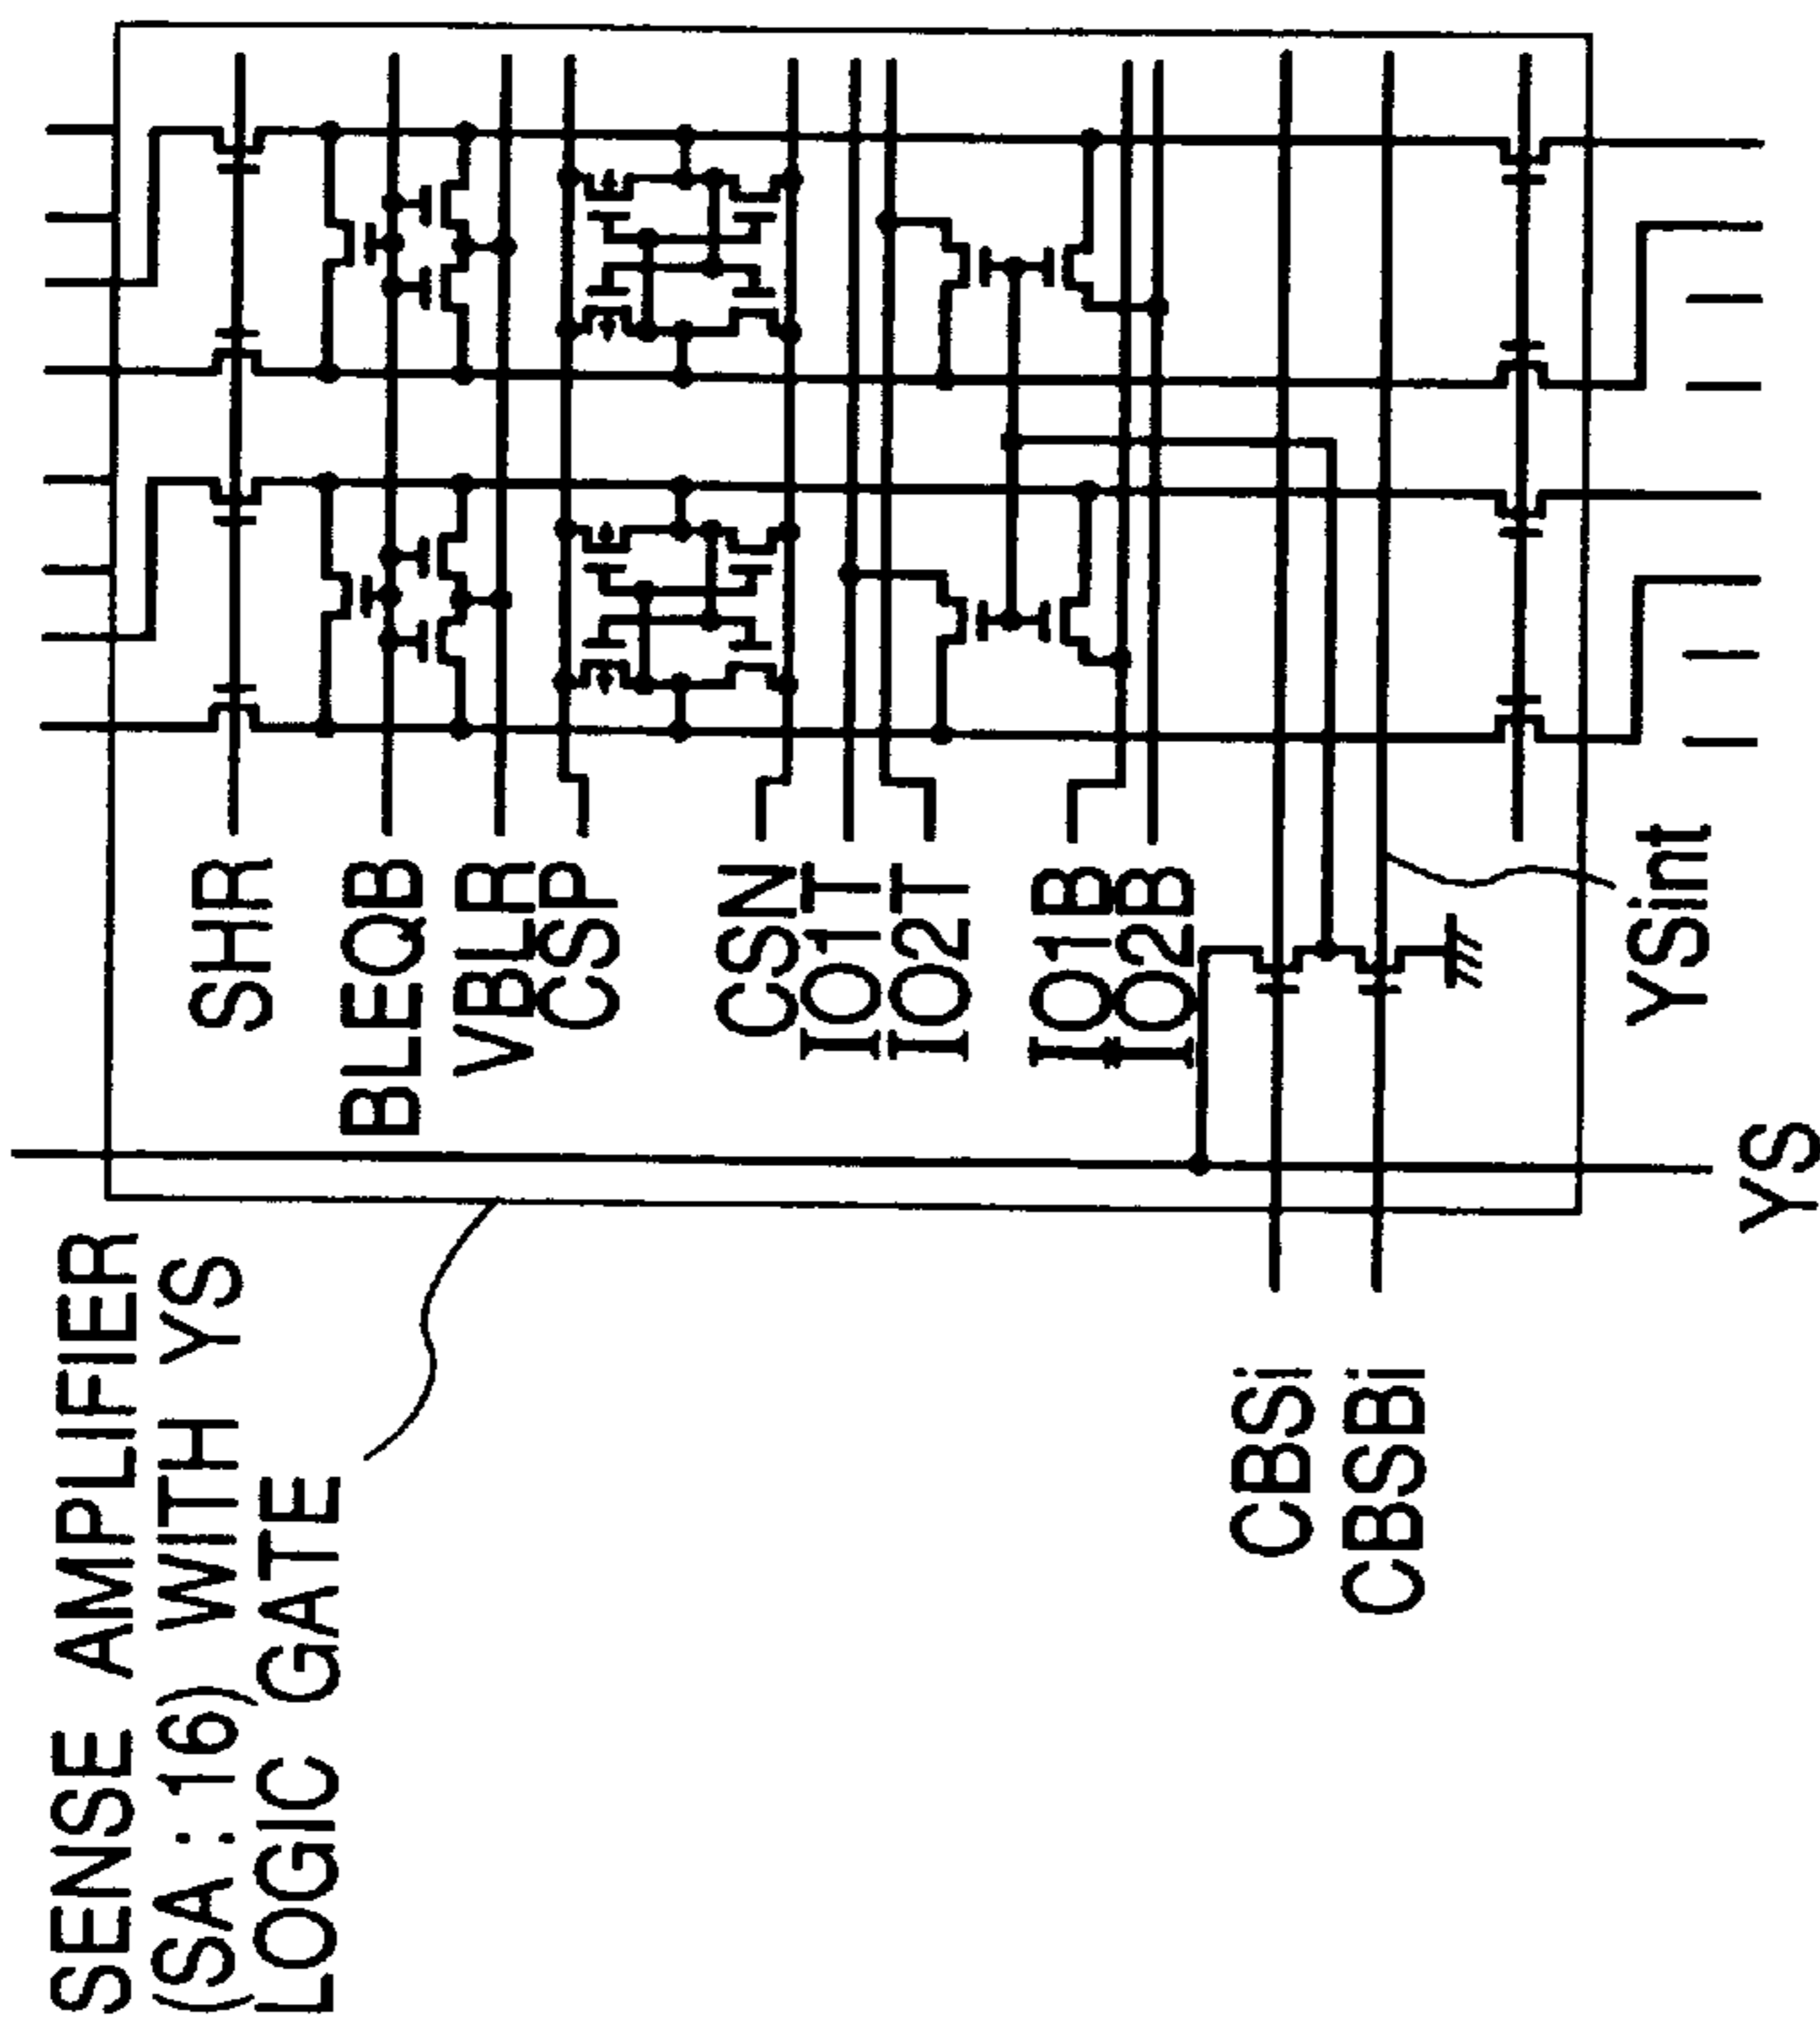 SENSE AMPLIFIER
(SA : 16) WITH YS
LOGIC GATE
SHR
BLEQB
VBLR
CSP
CSN
IO1T
IO2T
IO1B
IO2B
CBSi
CBSBi
YSint
YS